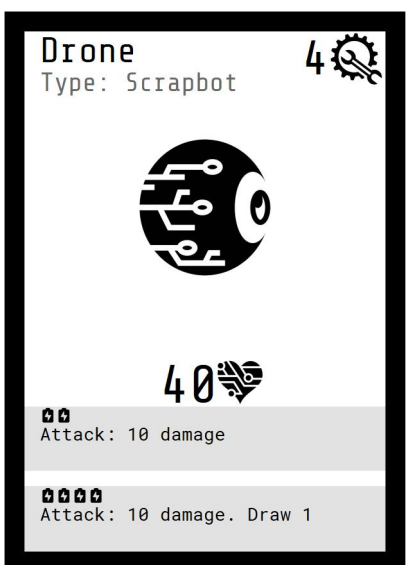 Drone
4
Type: Scrapbot
40
Attack: 10 damage
Attack: 10 damage. Draw 1